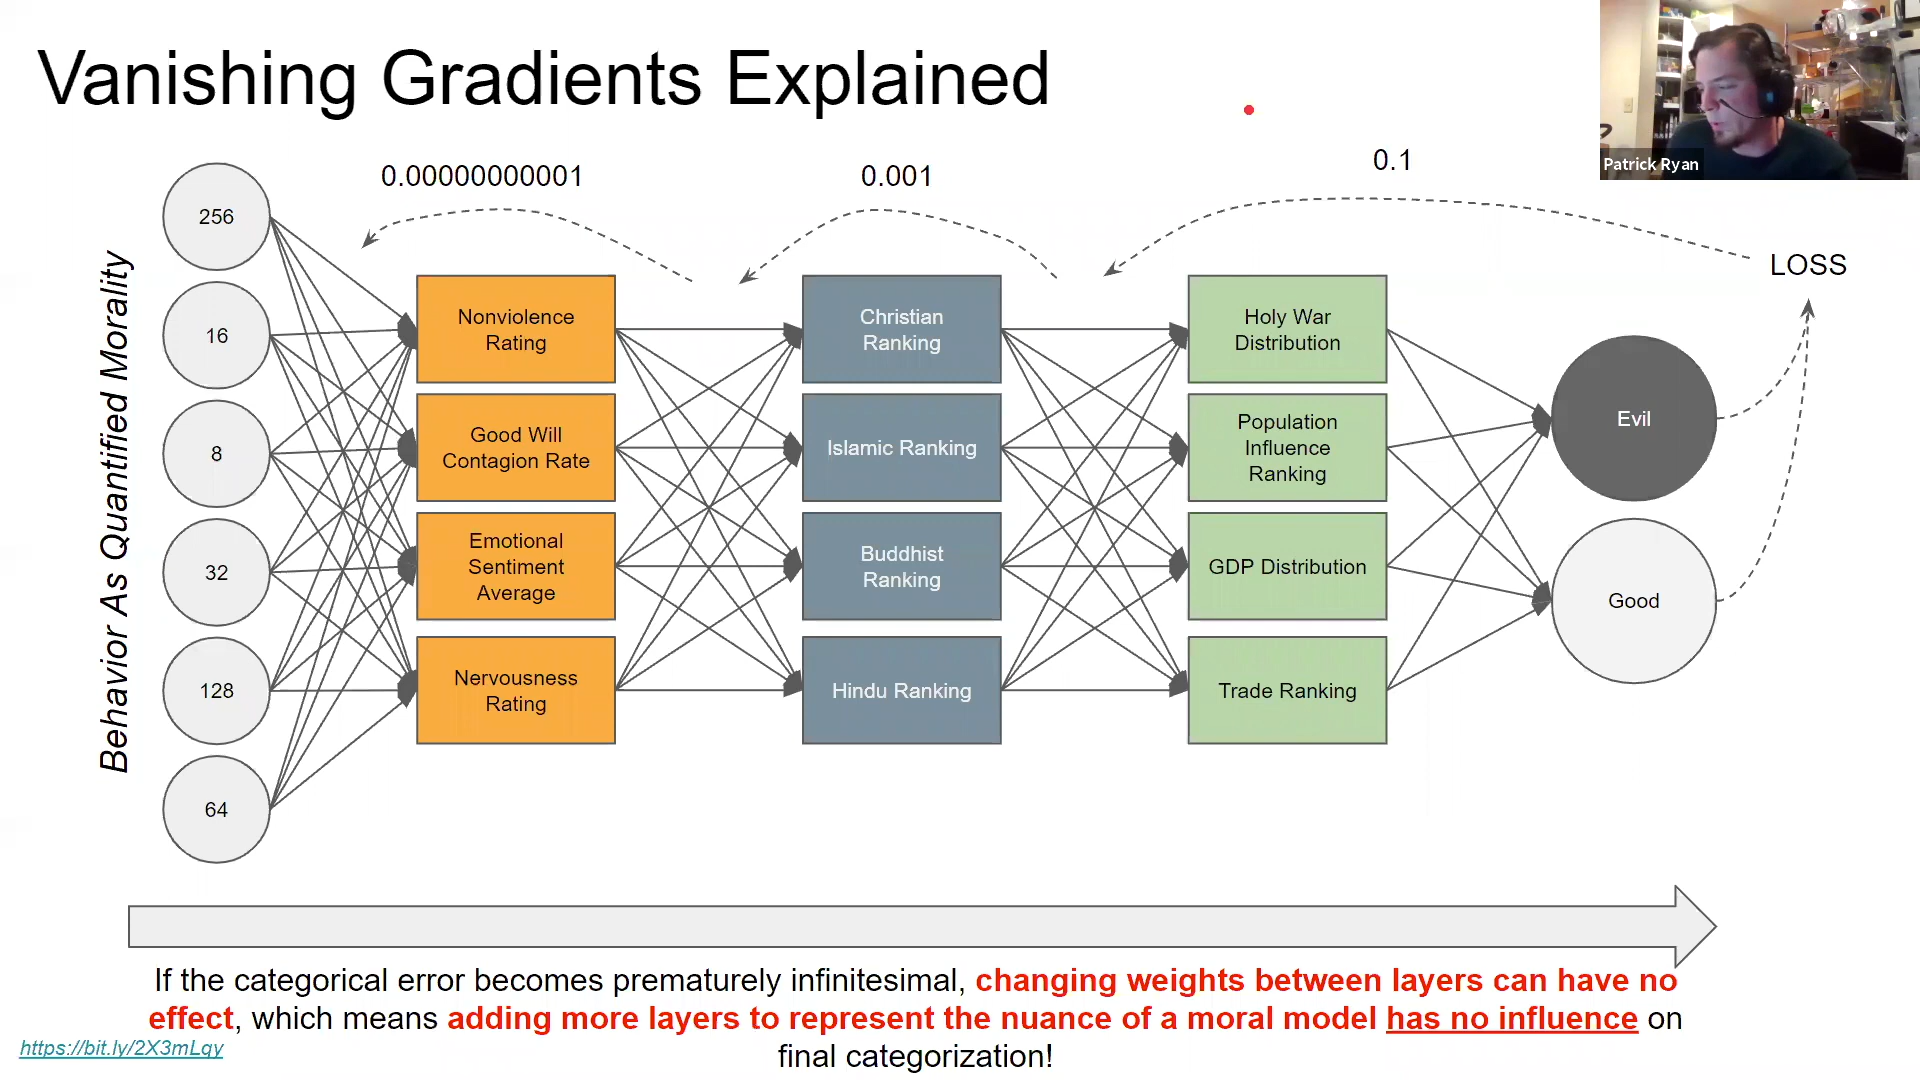 Vanishing Gradients Explained
Patrick Ryan
0.00000000001
0.001
0.1
LOSS
Behavior As Quantified Morality
256
16
8
32
128
64
Nonviolence
Rating
Good Will
Contagion Rate
Emotional
Sentiment
Average
Nervousness
Rating
Christian
Ranking
Islamic Ranking
Buddhist
Ranking
Hindu Ranking
Holy War
Distribution
Population
Influence
Ranking
GDP Distribution
Trade Ranking
Evil
Good
If the categorical error becomes prematurely infinitesimal, changing weights between layers can have no
effect, which means adding more layers to represent the nuance of a moral model has no influence on
final categorization!
https://bit.ly/2X3mLqy